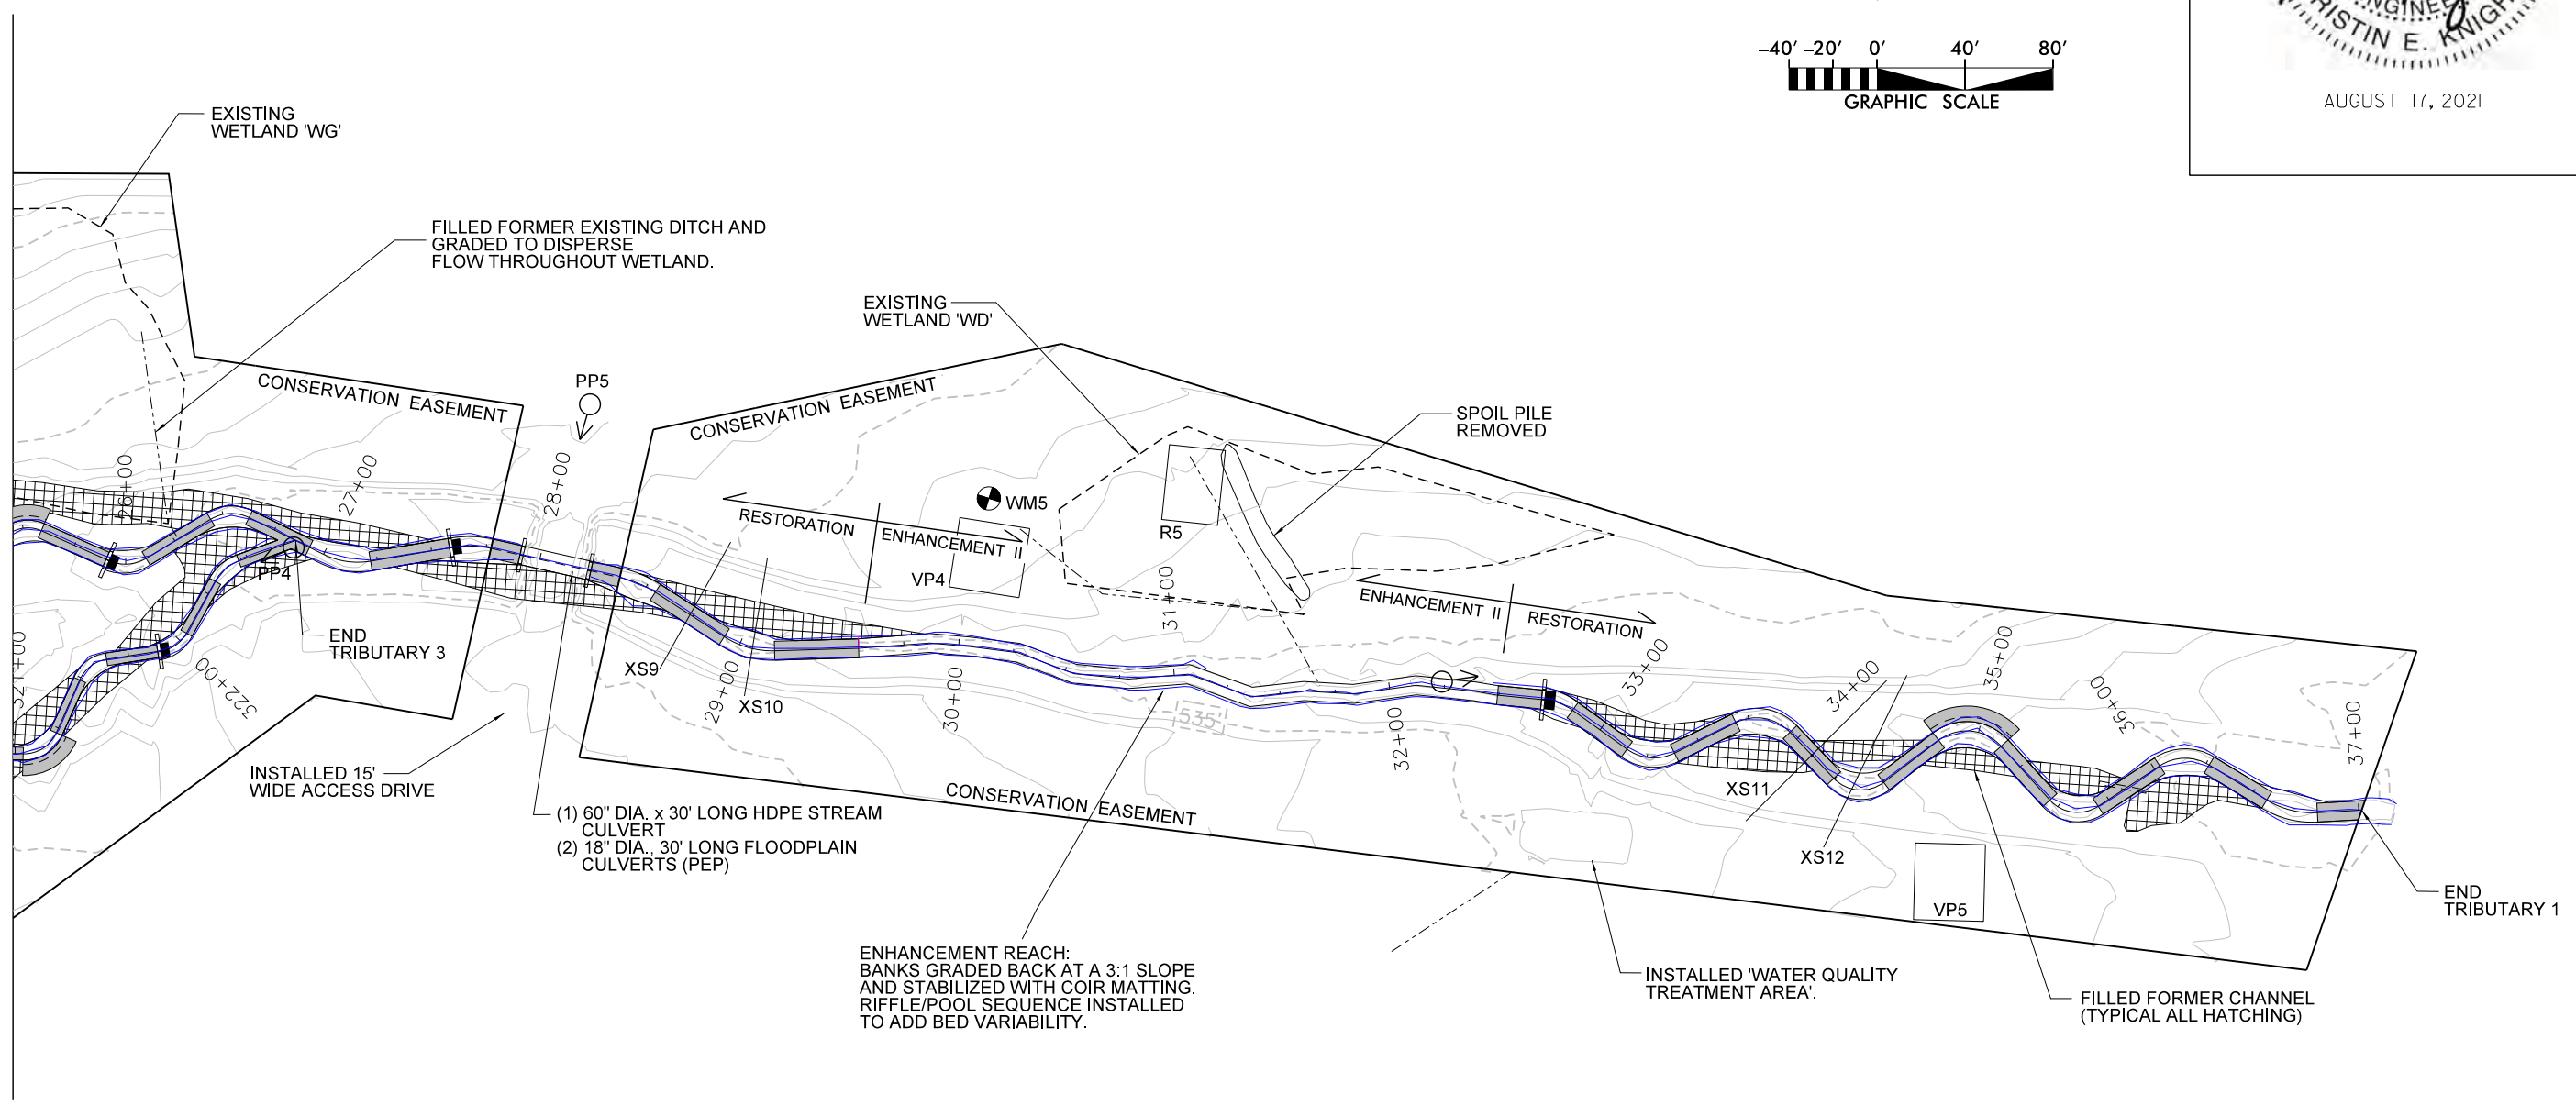 -40' -20' 0' 40' 80'
GRAPHIC SCALE
RISTIN E. KNIGH
AUGUST 17, 2021
EXISTING
WETLAND 'WG'
FILLED FORMER EXISTING DITCH AND
GRADED TO DISPERSE
FLOW THROUGHOUT WETLAND.
EXISTING
WETLAND 'WD'
CONSERVATION EASEMENT
PP5
CONSERVATION EASEMENT
SPOIL PILE
REMOVED
26+00
27+00
28+00
WM5
RESTORATION
ENHANCEMENT II
R5
VP4
PP4
31+00
ENHANCEMENT II
RESTORATION
END
TRIBUTARY 3
32+00
322+00
XS9
29+00
XS10
30+00
535'
32+00
33+00
34+00
35+00
36+00
37+00
INSTALLED 15'
WIDE ACCESS DRIVE
CONSERVATION EASEMENT
XS11
XS12
(1) 60" DIA. x 30' LONG HDPE STREAM
CULVERT
(2) 18" DIA., 30' LONG FLOODPLAIN
CULVERTS (PEP)
VP5
END
TRIBUTARY 1
ENHANCEMENT REACH:
BANKS GRADED BACK AT A 3:1 SLOPE
AND STABILIZED WITH COIR MATTING.
RIFFLE/POOL SEQUENCE INSTALLED
TO ADD BED VARIABILITY.
INSTALLED 'WATER QUALITY
TREATMENT AREA'.
FILLED FORMER CHANNEL
(TYPICAL ALL HATCHING)